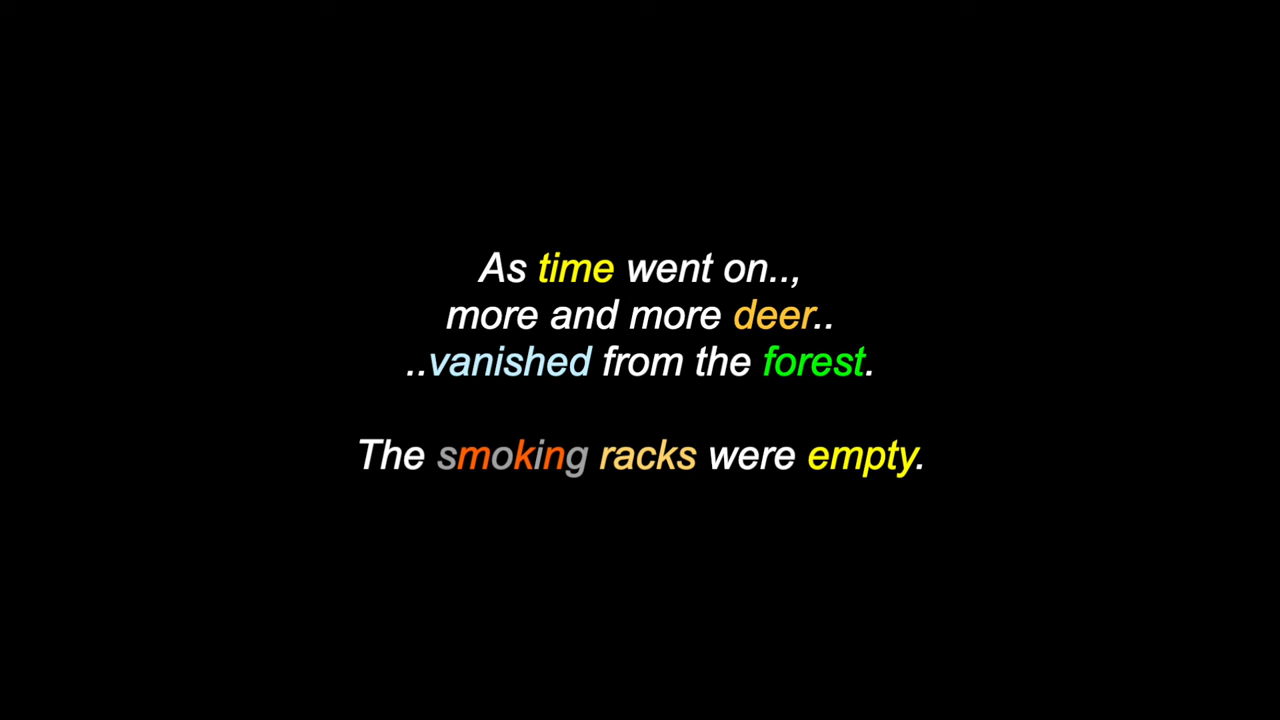 As time went on..,
more and more deer..
..vanished from the forest.
The smoking racks were empty.